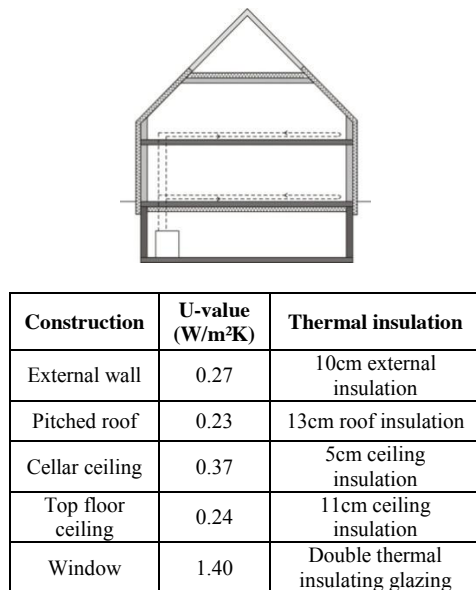 Construction U-value (W/m²K) Thermal insulation
External wall 0.27 10cm external insulation
Pitched roof 0.23 13cm roof insulation
Cellar ceiling 0.37 5cm ceiling insulation
Top floor ceiling 0.24 11cm ceiling insulation
Window 1.40 Double thermal insulating glazing